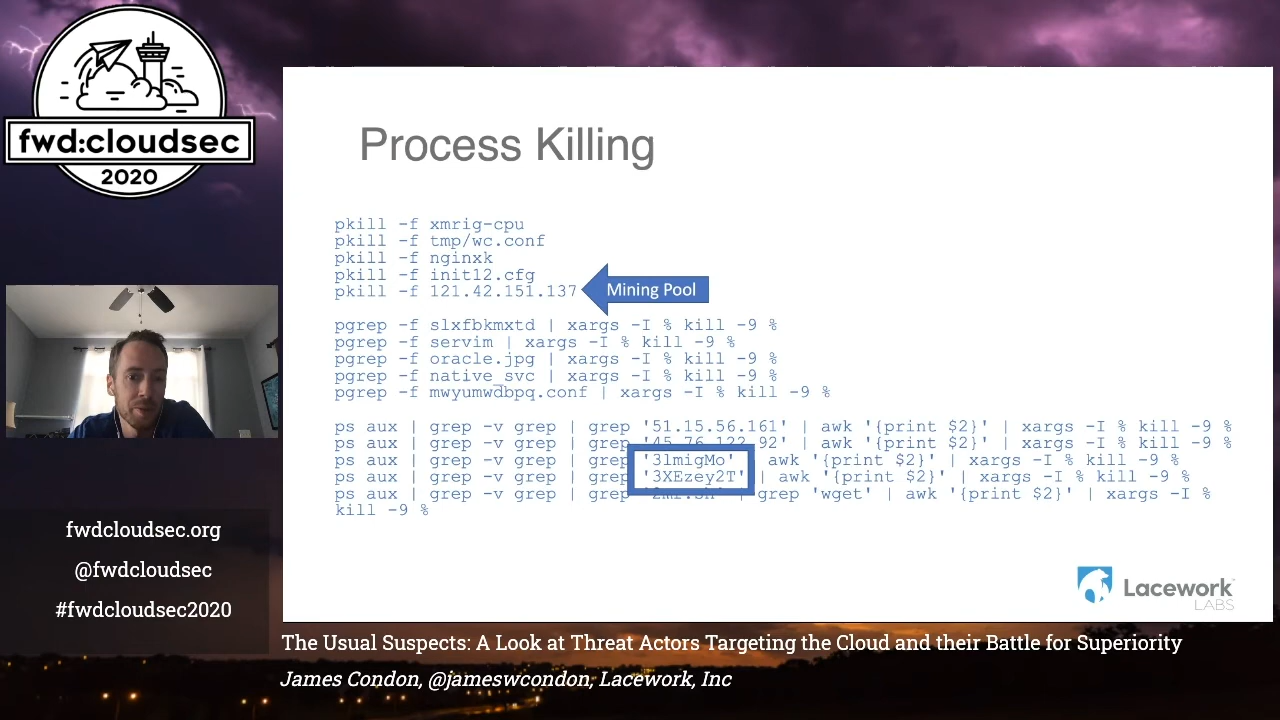 fwd:cloudsec
2020
Process Killing
pkill -f xmrig-cpu
pkill -f tmp/wc.conf
pkill -f nginxk
pkill -f init12.cfg
pkill -f 121.42.151.137
Mining Pool
pgrep -f slxfbkmxtd | xargs -I % kill -9 %
pgrep -f servim | xargs -I % kill -9 %
pgrep -f oracle.jpg | xargs -I % kill -9 %
pgrep -f native_svc | xargs -I % kill -9 %
pgrep -f mwyumwdbpq.conf | xargs -I % kill -9 %
ps aux | grep -v grep | grep '51.15.56.161' | awk '{print $2}' | xargs -I % kill -9 %
ps aux | grep -v grep | grep '45.76.122.92' | awk '{print $2}' | xargs -I % kill -9 %
ps aux | grep -v grep | grep '3lmigMo' | awk '{print $2}' | xargs -I % kill -9 %
ps aux | grep -v grep | grep '3XEzey2T' | awk '{print $2}' | xargs -I % kill -9 %
ps aux | grep -v grep | grep | grep 'wget' | awk '{print $2}' | xargs -I %
kill -9 %
Lacework
LABS
fwdcloudsec.org
@fwdcloudsec
#fwdcloudsec2020
The Usual Suspects: A Look at Threat Actors Targeting the Cloud and their Battle for Superiority
James Condon, @jameswcondon, Lacework, Inc